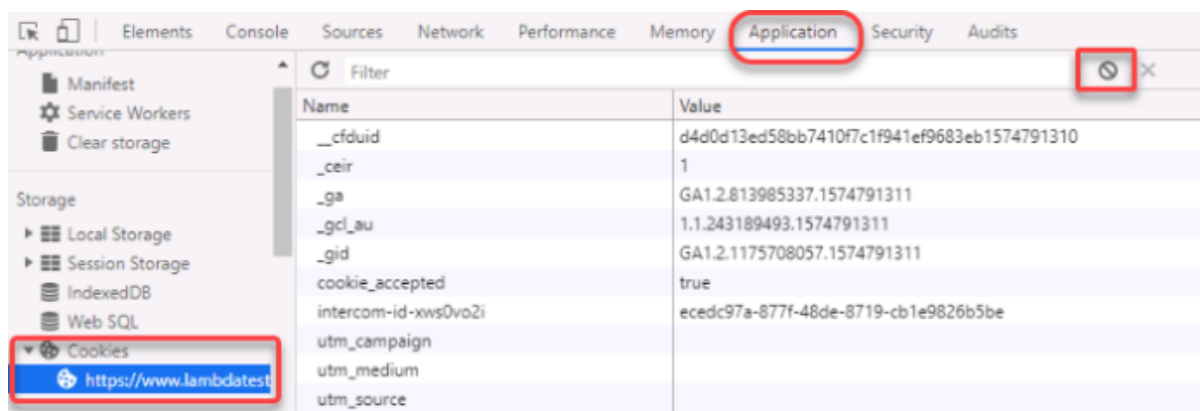 Elements Console Sources Network Performance Memory Application Security Audits
Application
Manifest
Service Workers
Clear storage
Storage
Local Storage
Session Storage
IndexedDB
Web SQL
Cookies
https://www.lambdatest
Filter
Name Value
__cfduid d4d0d13ed58bb7410f7c1f941ef9683eb1574791310
_ceir 1
_ga GA1.2.813985337.1574791311
_gcl_au 1.1.243189493.1574791311
_gid GA1.2.1175708057.1574791311
cookie_accepted true
intercom-id-xws0vo2i ecedc97a-877f-48de-8719-cb1e9826b5be
utm_campaign
utm_medium
utm_source